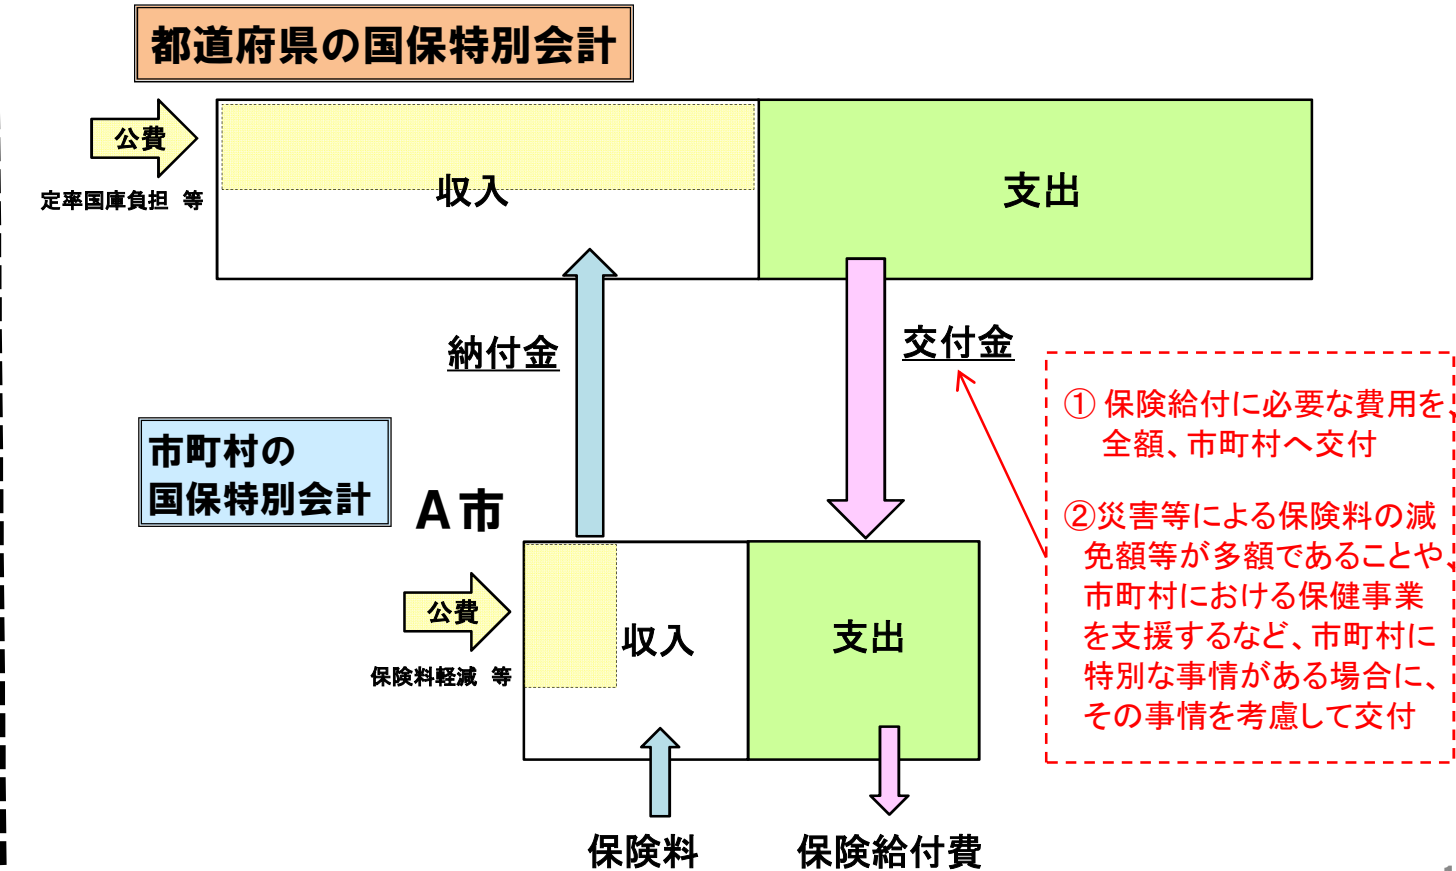 都道府県の国保特別会計
公費
定率国庫負担 等
収入
支出
納付金
交付金
① 保険給付に必要な費用を、
全額、市町村へ交付
②災害等による保険料の減
免額等が多額であることや、
市町村における保健事業
を支援するなど、市町村に
特別な事情がある場合に、
その事情を考慮して交付
市町村の
国保特別会計
A市
公費
保険料軽減 等
収入
支出
保険料
保険給付費